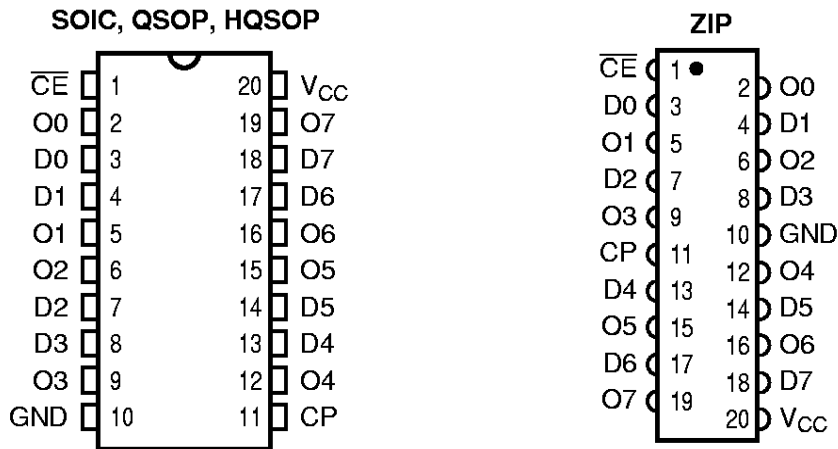 SOIC, QSOP, HQSOP
CE 1 20 VCC
O0 2 19 O7
D0 3 18 D7
D1 4 17 D6
O1 5 16 O6
O2 6 15 O5
D2 7 14 D5
D3 8 13 D4
O3 9 12 O4
GND 10 11 CP
ZIP
CE 1
2 O0
D0 3
4 D1
O1 5
6 O2
D2 7
8 D3
O3 9
10 GND
CP 11
12 O4
D4 13
14 D5
O5 15
16 O6
D6 17
18 D7
O7 19
20 VCC